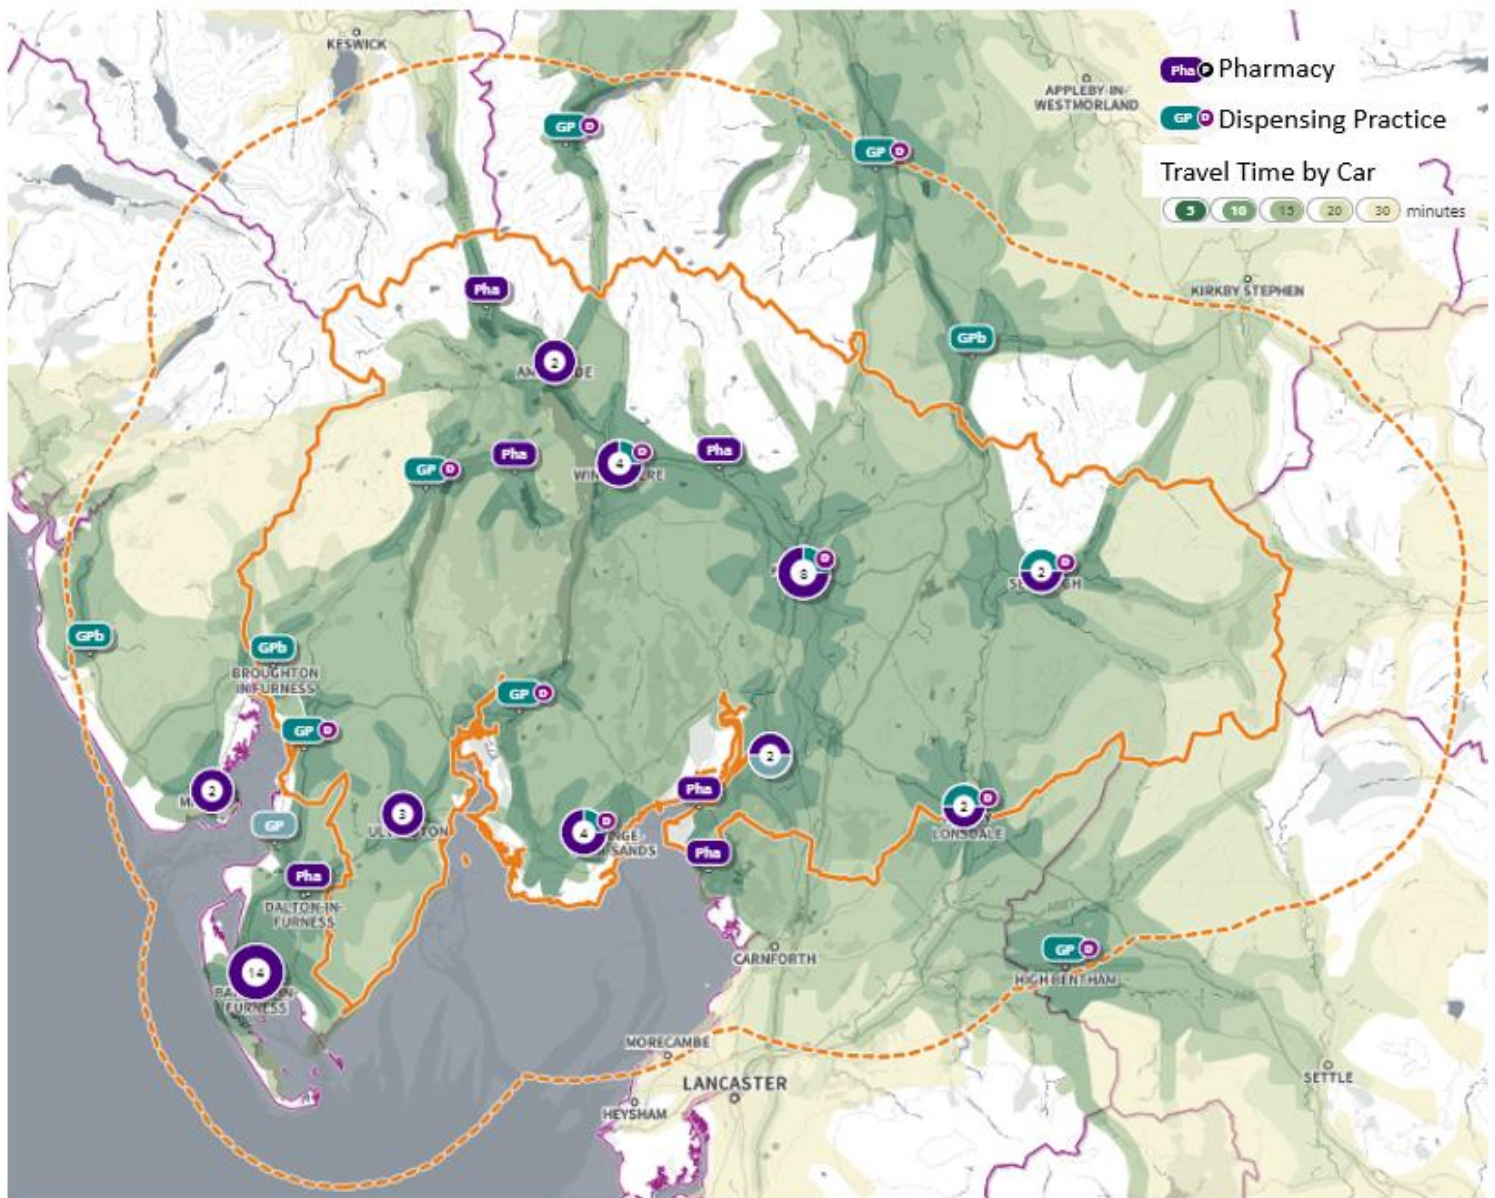 KESWICK
Pha P Pharmacy
APPLEBY-IN-
WESTMORLAND
GP D Dispensing Practice
GP D
GP D
Travel Time by Car
5 10 15 20 30 minutes
Pha
KIRKBY STEPHEN
GPb
2
Pha
Pha
4 D
GP D
8 D
2 D
GPb
GPb
BROUGHTON
IN FURNESS
GP D
GP D
2
2
Pha
3
2 D
LONSDALE
GP
4 D
SANDS
Pha
Pha
DALTON-IN-
FURNESS
GP D
CARNFORTH
14
HIGH BENTHAM
FURNESS
MORECAMBE
LANCASTER
SETTLE
HEYSHAM